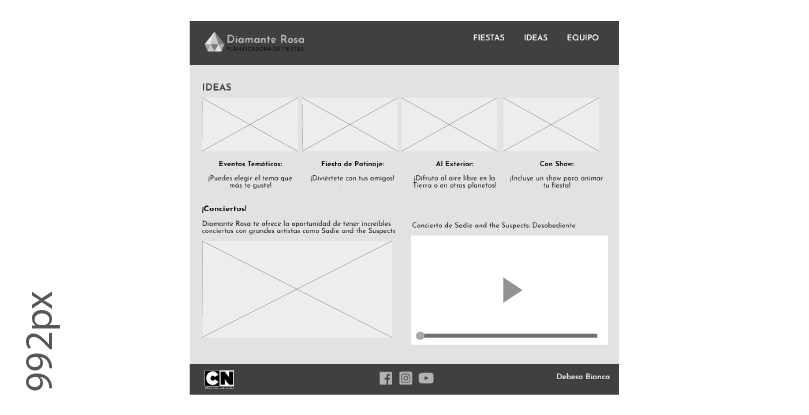 Diamante Rosa
PLANIFICADORA DE FIESTAS
FIESTAS IDEAS EQUIPO
IDEAS
Eventos Temáticos:
¡Puedes elegir el tema que
más te guste!
Fiesta de Patinaje:
¡Diviértete con tus amigos!
Al Exterior:
¡Difruta al aire libre en la
Tierra o en otros planetas!
Con Show:
¡Incluye un show para animar
tu fiesta!
¡Conciertos!
Diamante Rosa te ofrece la oportunidad de tener increíbles
conciertos con grandes artistas como Sadie and the Suspects
Concierto de Sadie and the Suspects: Desobediente
CN
Debesa Bianca
992px